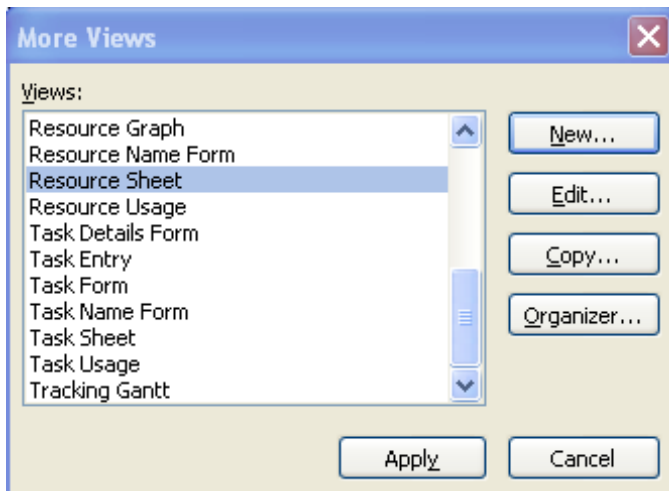 More Views
Views:
Resource Graph
Resource Name Form
Resource Sheet
Resource Usage
Task Details Form
Task Entry
Task Form
Task Name Form
Task Sheet
Task Usage
Tracking Gantt
New...
Edit...
Copy...
Organizer...
Apply
Cancel